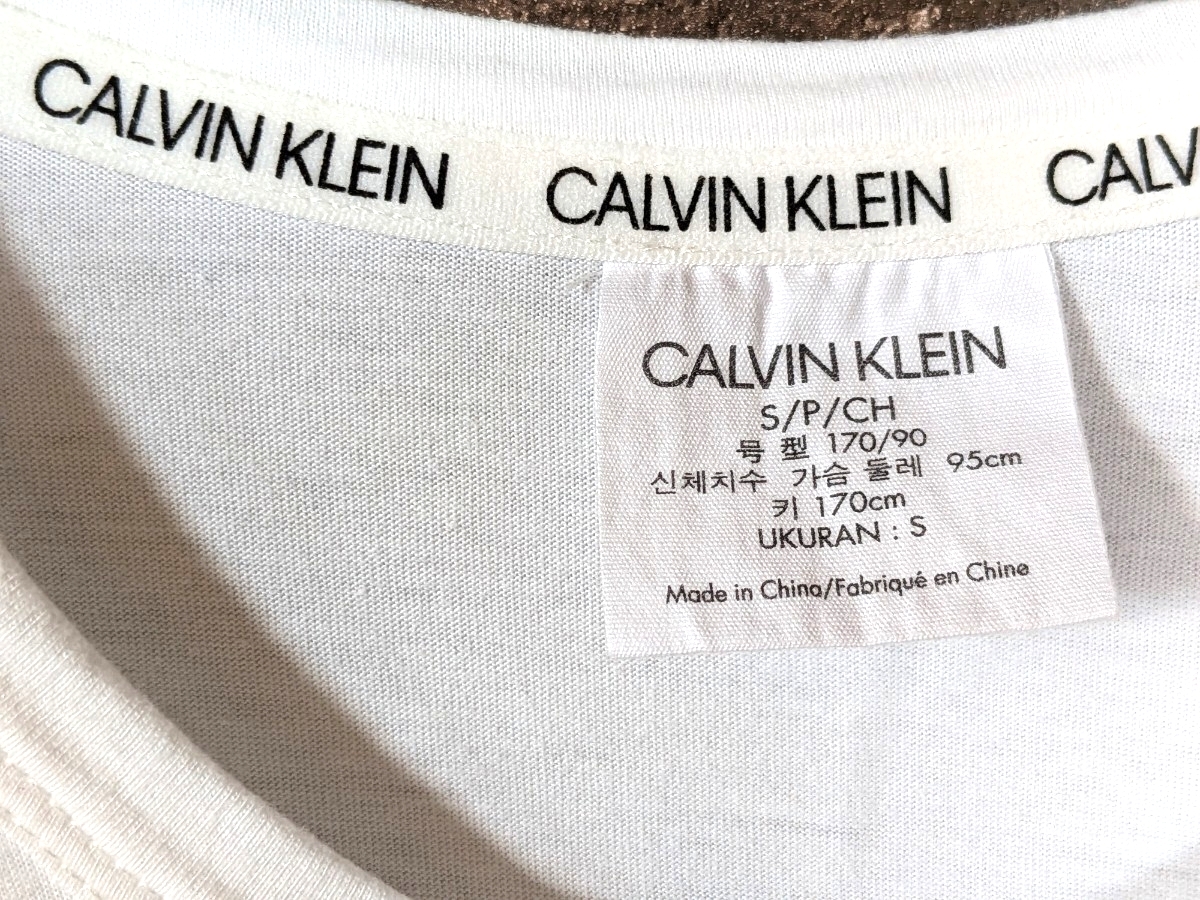 CALVIN KLEIN CALVIN KLEIN CALV
CALVIN KLEIN
S/P/CH
号型 170/90
신체치수 가슴둘레 95cm
키 170cm
UKURAN : S
Made in China/Fabriqué en Chine